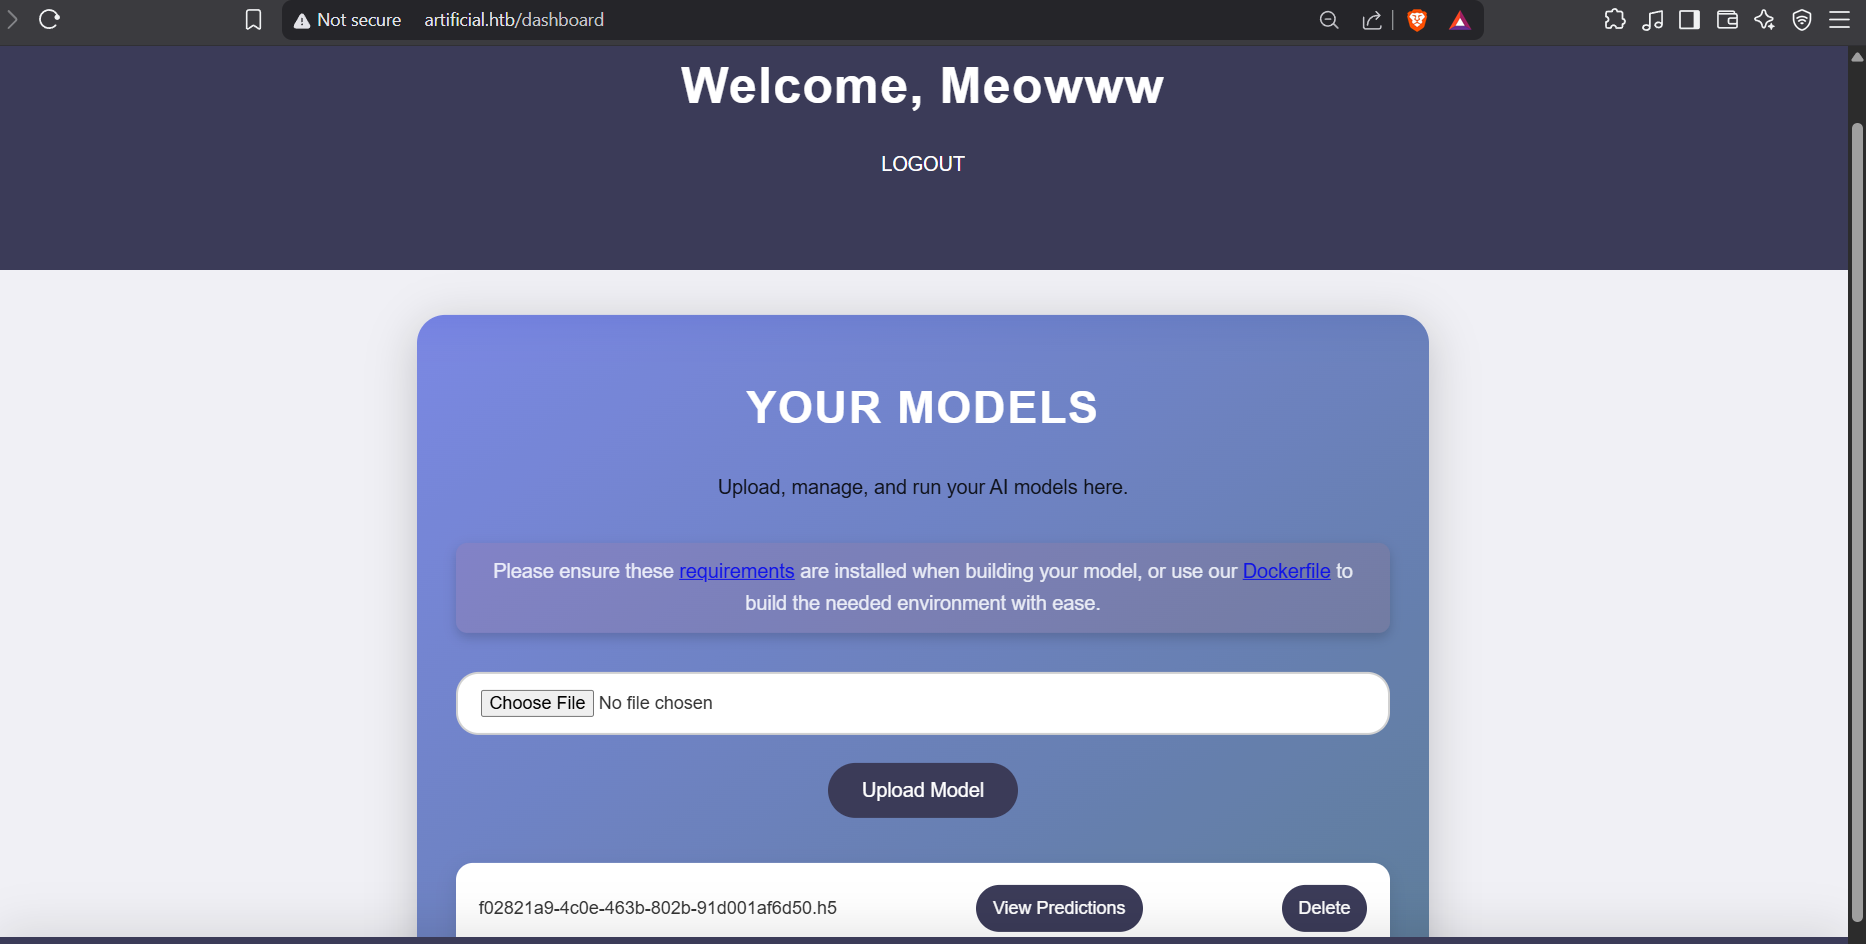 Not secure artificial.htb/dashboard
Welcome, Meowww
LOGOUT
YOUR MODELS
Upload, manage, and run your AI models here.
Please ensure these requirements are installed when building your model, or use our Dockerfile to
build the needed environment with ease.
Choose File No file chosen
Upload Model
f02821a9-4c0e-463b-802b-91d001af6d50.h5 View Predictions Delete